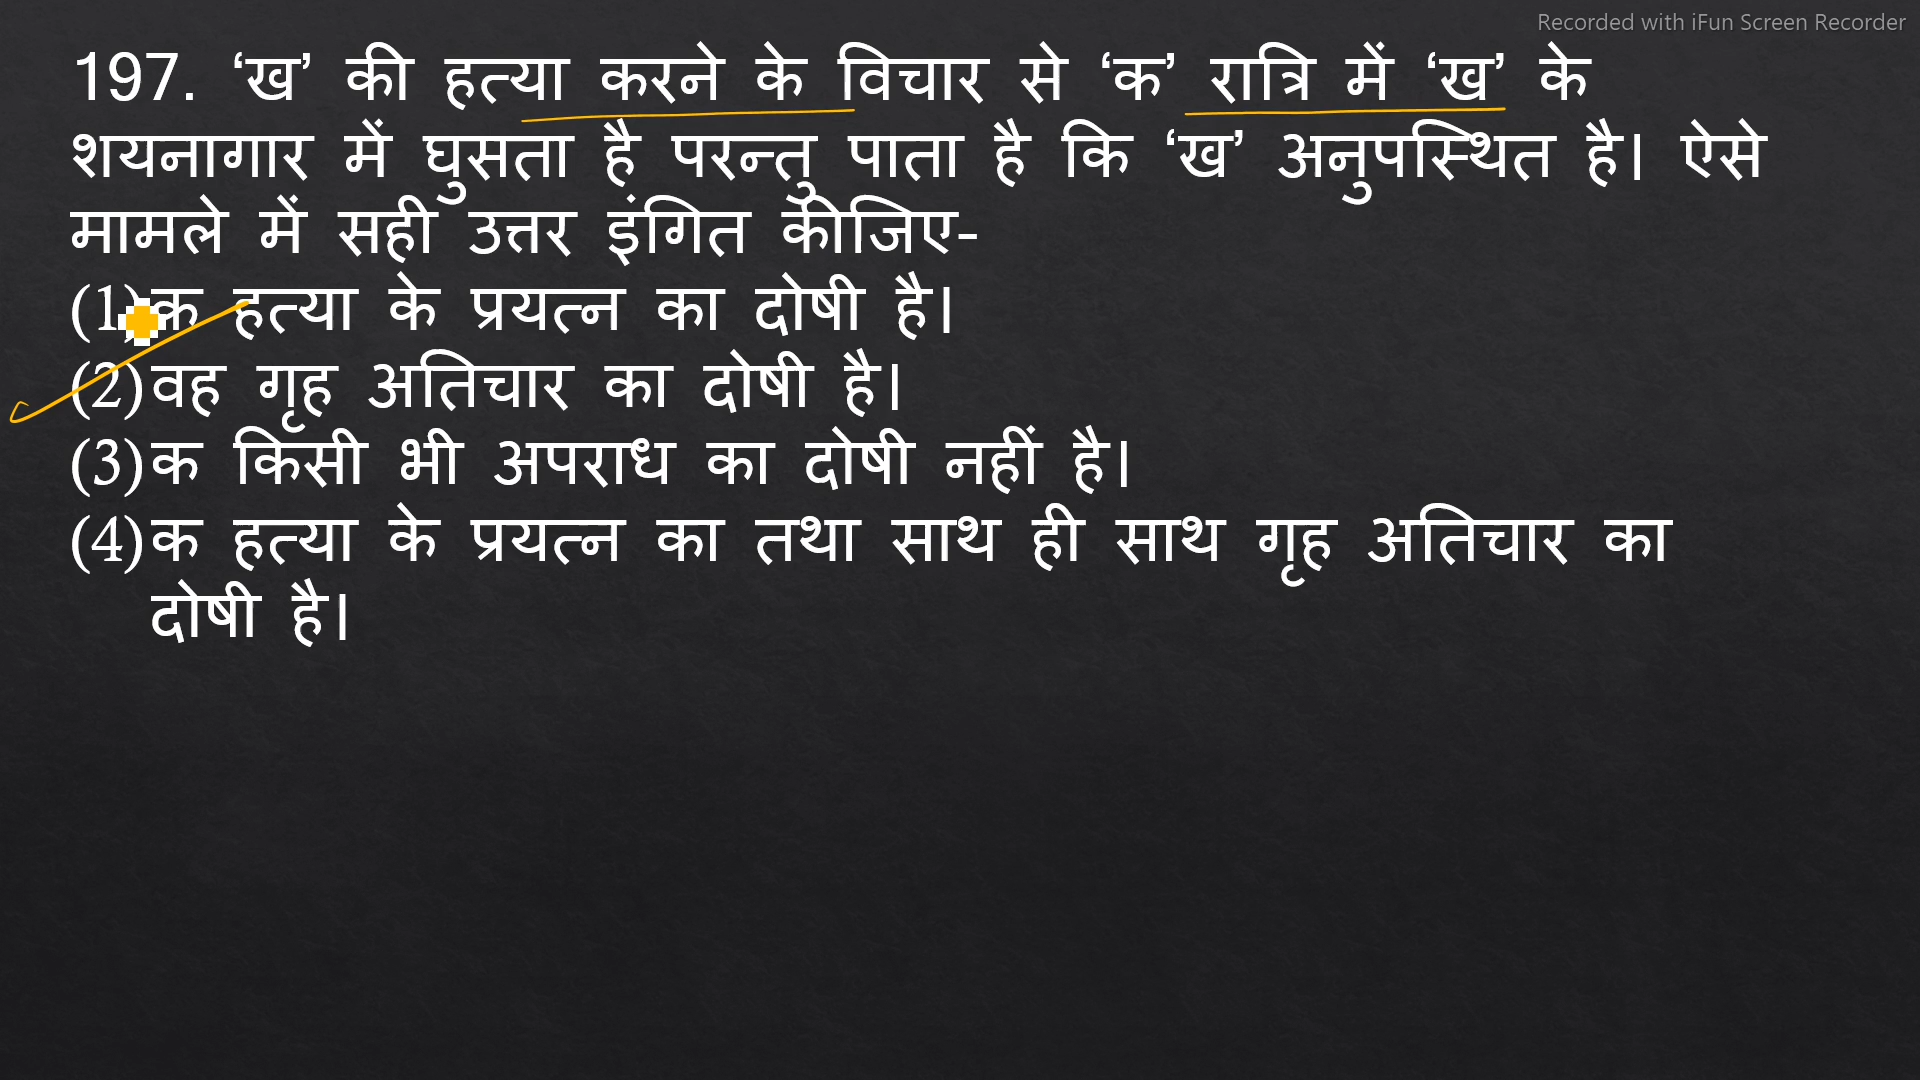 Recorded with iFun Screen Recorder
197. ‘ख’ की हत्या करने के विचार से ‘क’ रात्रि में ‘ख’ के
शयनागार में घुसता है परन्तु पाता है कि ‘ख’ अनुपस्थित है। ऐसे
मामले में सही उत्तर इंगित कीजिए-
(1)क हत्या के प्रयत्न का दोषी है।
(2)वह गृह अतिचार का दोषी है।
(3)क किसी भी अपराध का दोषी नहीं है।
(4)क हत्या के प्रयत्न का तथा साथ ही साथ गृह अतिचार का
दोषी है।